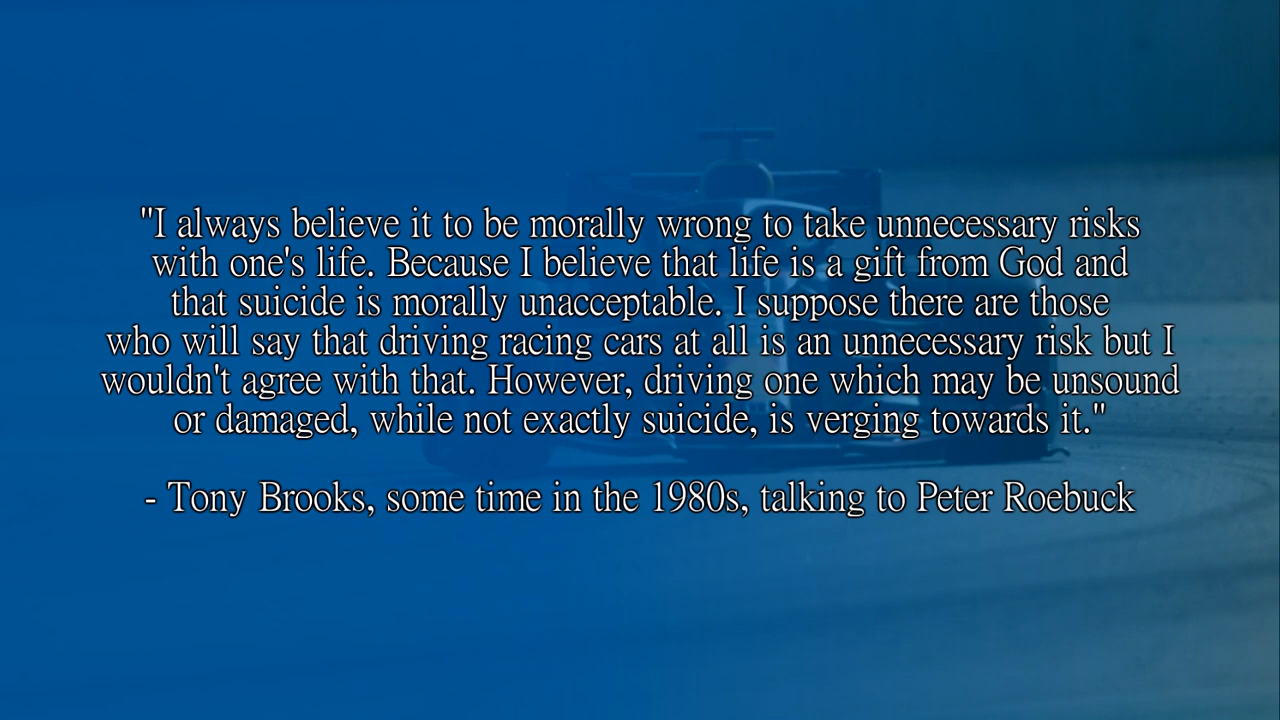 "I always believe it to be morally wrong to take unnecessary risks
with one's life. Because I believe that life is a gift from God and
that suicide is morally unacceptable. I suppose there are those
who will say that driving racing cars at all is an unnecessary risk but I
wouldn't agree with that. However, driving one which may be unsound
or damaged, while not exactly suicide, is verging towards it."
- Tony Brooks, some time in the 1980s, talking to Peter Roebuck